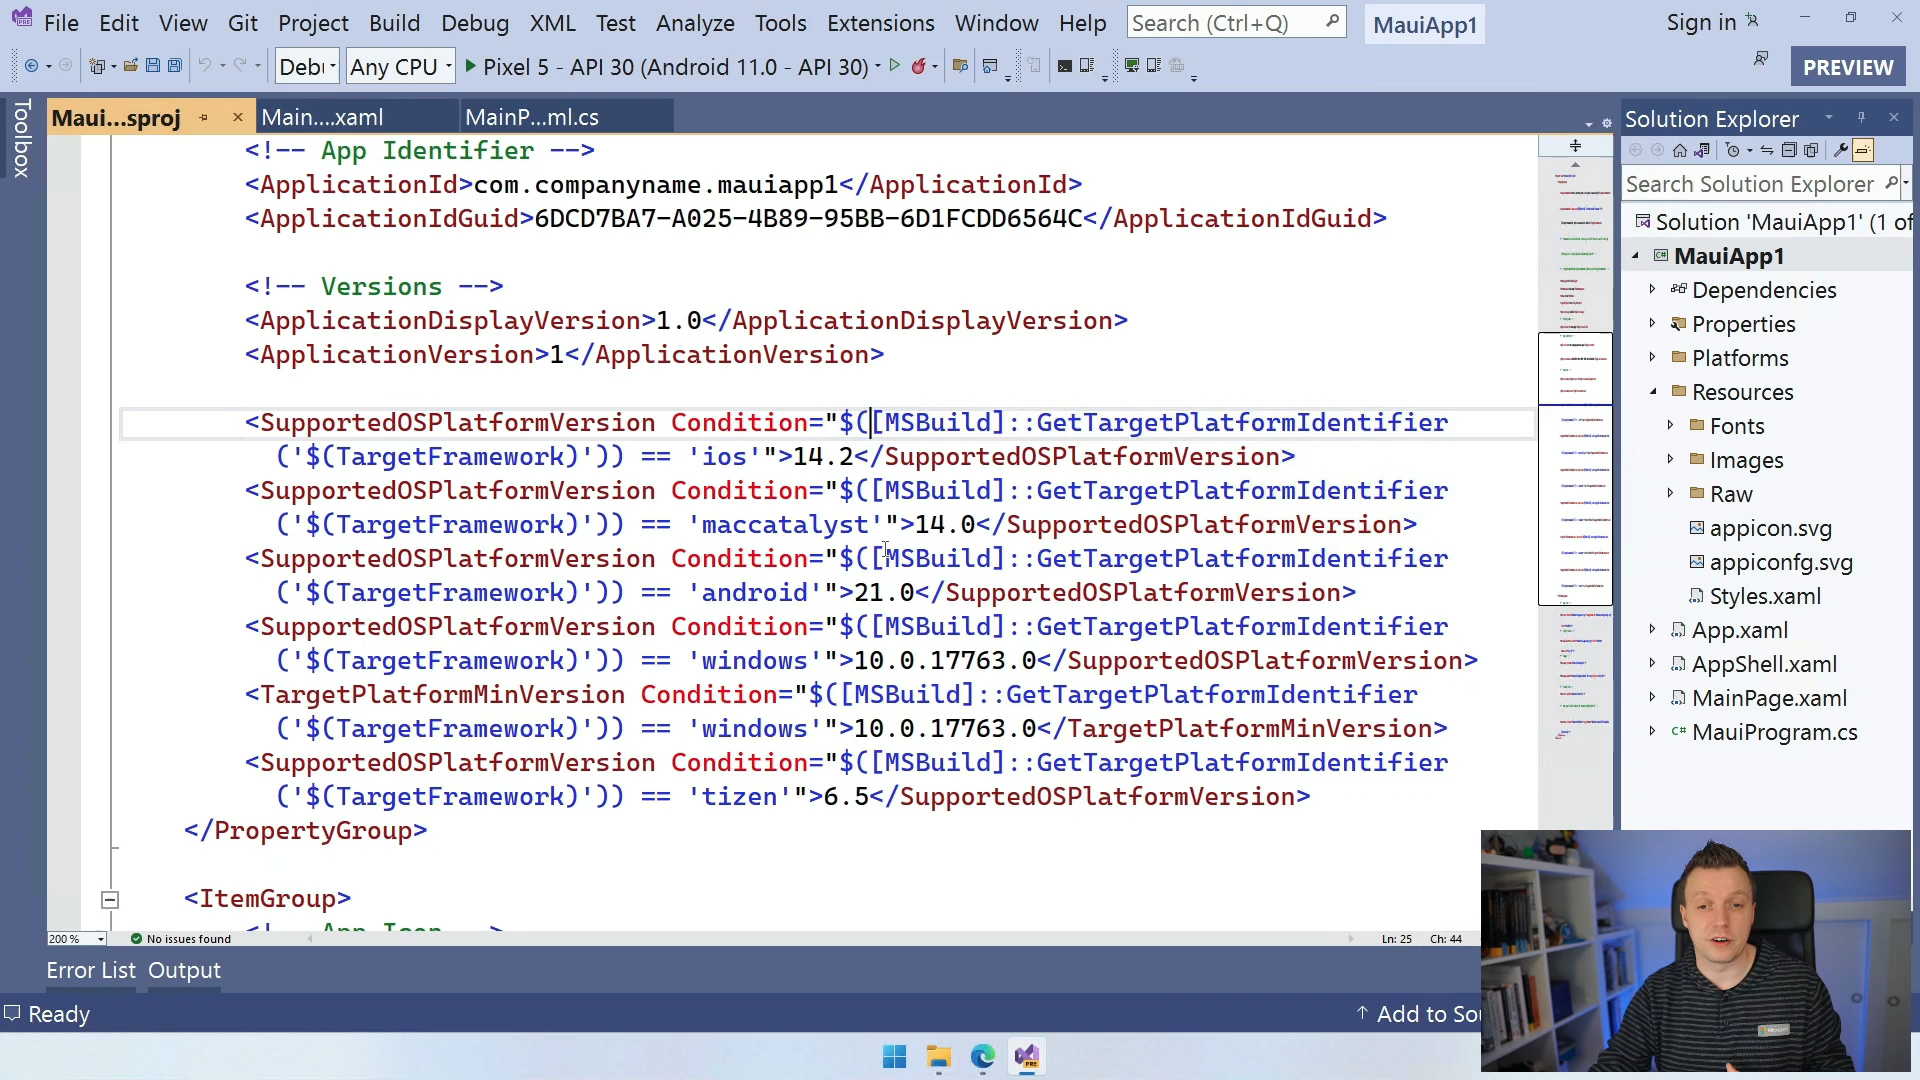 File Edit View Git Project Build Debug XML Test Analyze Tools Extensions Window Help Search (Ctrl+Q) MauiApp1 Sign in
Debu Any CPU Pixel 5 - API 30 (Android 11.0 - API 30) PREVIEW
Toolbox
Maui...sproj Main....xaml MainP...ml.cs
<!-- App Identifier -->
<ApplicationId>com.companyname.mauiapp1</ApplicationId>
<ApplicationIdGuid>6DCD7BA7-A025-4B89-95BB-6D1FCDD6564C</ApplicationIdGuid>
<!-- Versions -->
<ApplicationDisplayVersion>1.0</ApplicationDisplayVersion>
<ApplicationVersion>1</ApplicationVersion>
<SupportedOSPlatformVersion Condition="$([MSBuild]::GetTargetPlatformIdentifier
('$(TargetFramework)')) == 'ios'">14.2</SupportedOSPlatformVersion>
<SupportedOSPlatformVersion Condition="$([MSBuild]::GetTargetPlatformIdentifier
('$(TargetFramework)')) == 'maccatalyst'">14.0</SupportedOSPlatformVersion>
<SupportedOSPlatformVersion Condition="$([MSBuild]::GetTargetPlatformIdentifier
('$(TargetFramework)')) == 'android'">21.0</SupportedOSPlatformVersion>
<SupportedOSPlatformVersion Condition="$([MSBuild]::GetTargetPlatformIdentifier
('$(TargetFramework)')) == 'windows'">10.0.17763.0</SupportedOSPlatformVersion>
<TargetPlatformMinVersion Condition="$([MSBuild]::GetTargetPlatformIdentifier
('$(TargetFramework)')) == 'windows'">10.0.17763.0</TargetPlatformMinVersion>
<SupportedOSPlatformVersion Condition="$([MSBuild]::GetTargetPlatformIdentifier
('$(TargetFramework)')) == 'tizen'">6.5</SupportedOSPlatformVersion>
</PropertyGroup>
<ItemGroup>
<!-- App Icon -->
200 % No issues found Ln: 25 Ch: 44
Error List Output
Ready Add to Sou
Solution Explorer
Search Solution Explorer
Solution 'MauiApp1' (1 of
MauiApp1
Dependencies
Properties
Platforms
Resources
Fonts
Images
Raw
appicon.svg
appiconfg.svg
Styles.xaml
App.xaml
AppShell.xaml
MainPage.xaml
MauiProgram.cs